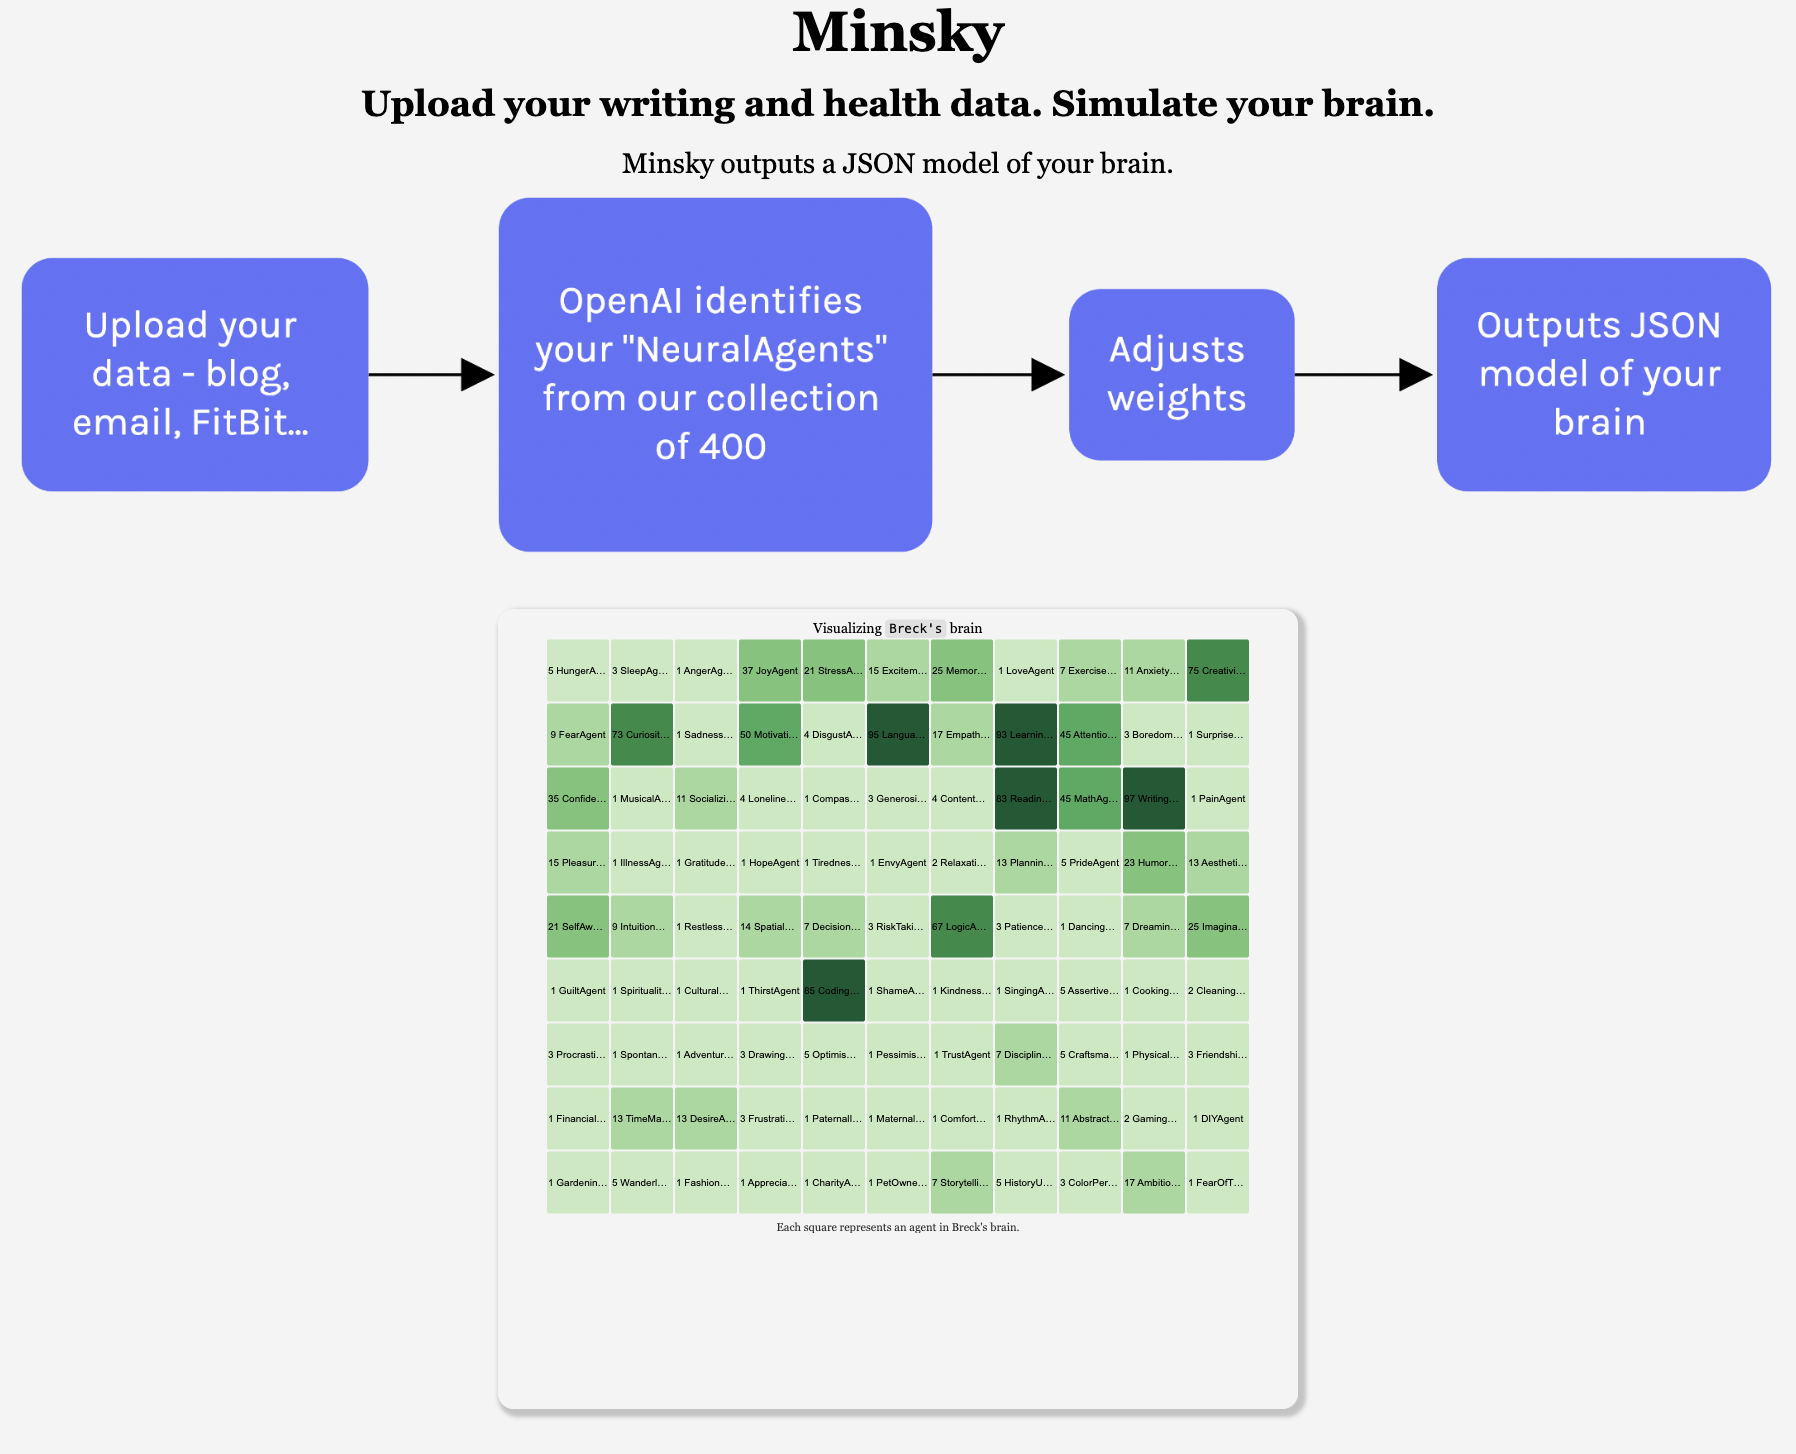 Minsky
Upload your writing and health data. Simulate your brain.
Minsky outputs a JSON model of your brain.
Upload your
data - blog,
email, FitBit...
OpenAI identifies
your "NeuralAgents"
from our collection
of 400
Adjusts
weights
Outputs JSON
model of your
brain
Visualizing Breck's brain
5 HungerA... 3 SleepAg... 1 AngerAg... 37 JoyAgent 21 StressA... 15 Excitem... 25 Memor... 1 LoveAgent 7 Exercise... 11 Anxiety... 75 Creativi...
9 FearAgent 73 Curiosit... 1 Sadness... 50 Motivati... 4 DisgustA... 95 Langua... 17 Empath... 93 Learnin... 45 Attentio... 3 Boredom... 1 Surprise...
35 Confide... 1 MusicalA... 11 Socializi... 4 Loneline... 1 Compas... 3 Generosi... 4 Content... 83 Readin... 45 MathAg... 97 Writing... 1 PainAgent
15 Pleasur... 1 IllnessAg... 1 Gratitude... 1 HopeAgent 1 Tirednes... 1 EnvyAgent 2 Relaxati... 13 Plannin... 5 PrideAgent 23 Humor... 13 Aestheti...
21 SelfAw... 9 Intuition... 1 Restless... 14 Spatial... 7 Decision... 3 RiskTaki... 67 LogicA... 3 Patience... 1 Dancing... 7 Dreamin... 25 Imagina...
1 GuiltAgent 1 Spiritualit... 1 Cultural... 1 ThirstAgent 85 Coding... 1 ShameA... 1 Kindness... 1 SingingA... 5 Assertive... 1 Cooking... 2 Cleaning...
3 Procrasti... 1 Spontan... 1 Adventur... 3 Drawing... 5 Optimis... 1 Pessimis... 1 TrustAgent 7 Disciplin... 5 Craftsma... 1 Physical... 3 Friendshi...
1 Financial... 13 TimeMa... 13 DesireA... 3 Frustrati... 1 PaternalI... 1 Maternal... 1 Comfort... 1 RhythmA... 11 Abstract... 2 Gaming... 1 DIYAgent
1 Gardenin... 5 Wanderl... 1 Fashion... 1 Apprecia... 1 CharityA... 1 PetOwne... 7 Storytelli... 5 HistoryU... 3 ColorPer... 17 Ambitio... 1 FearOfT...
Each square represents an agent in Breck's brain.